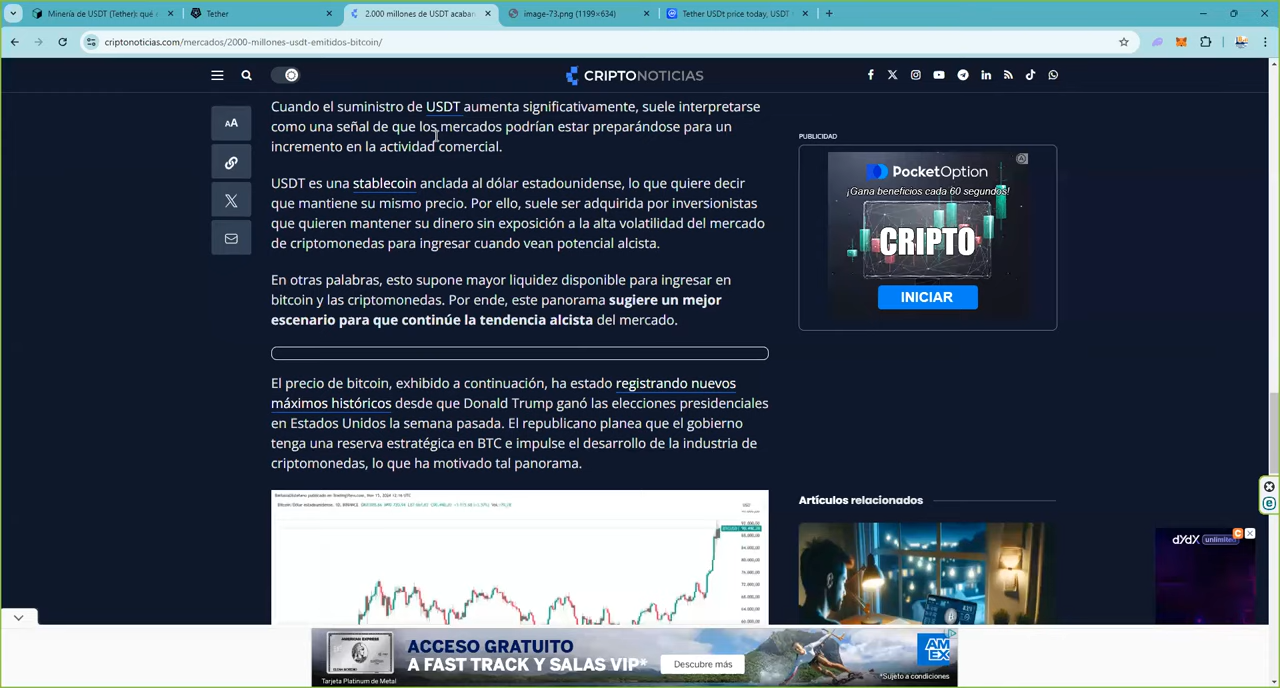 Minería de USDT (Tether): qué
Tether
2.000 millones de USDT acaban
image-73.png (1199×634)
Tether USDt price today, USDT
criptonoticias.com/mercados/2000-millones-usdt-emitidos-bitcoin/
CRIPTONOTICIAS
AA
Cuando el suministro de USDT aumenta significativamente, suele interpretarse
como una señal de que los mercados podrían estar preparándose para un
incremento en la actividad comercial.
USDT es una stablecoin anclada al dólar estadounidense, lo que quiere decir
que mantiene su mismo precio. Por ello, suele ser adquirida por inversionistas
que quieren mantener su dinero sin exposición a la alta volatilidad del mercado
de criptomonedas para ingresar cuando vean potencial alcista.
En otras palabras, esto supone mayor liquidez disponible para ingresar en
bitcoin y las criptomonedas. Por ende, este panorama sugiere un mejor
escenario para que continúe la tendencia alcista del mercado.
El precio de bitcoin, exhibido a continuación, ha estado registrando nuevos
máximos históricos desde que Donald Trump ganó las elecciones presidenciales
en Estados Unidos la semana pasada. El republicano planea que el gobierno
tenga una reserva estratégica en BTC e impulse el desarrollo de la industria de
criptomonedas, lo que ha motivado tal panorama.
PUBLICIDAD
PocketOption
¡Gana beneficios cada 60 segundos!
CRIPTO
INICIAR
Artículos relacionados
dYdX unlimited
AMERICAN EXPRESS
Tarjeta Platinum de Metal
ACCESO GRATUITO
A FAST TRACK Y SALAS VIP*
Descubre más
AM
EX
*Sujeto a condiciones